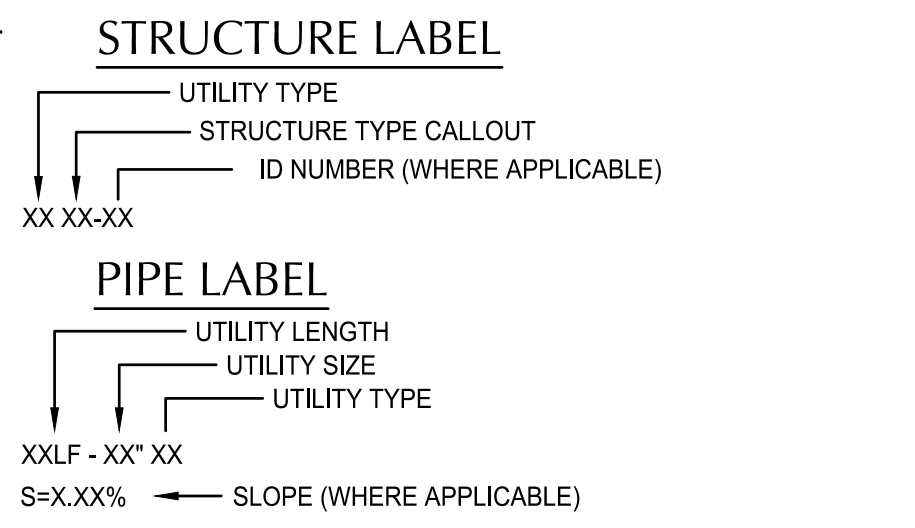 STRUCTURE LABEL
UTILITY TYPE
STRUCTURE TYPE CALLOUT
ID NUMBER (WHERE APPLICABLE)
XX XX-XX
PIPE LABEL
UTILITY LENGTH
UTILITY SIZE
UTILITY TYPE
XXLF - XX" XX
S=X.XX% SLOPE (WHERE APPLICABLE)